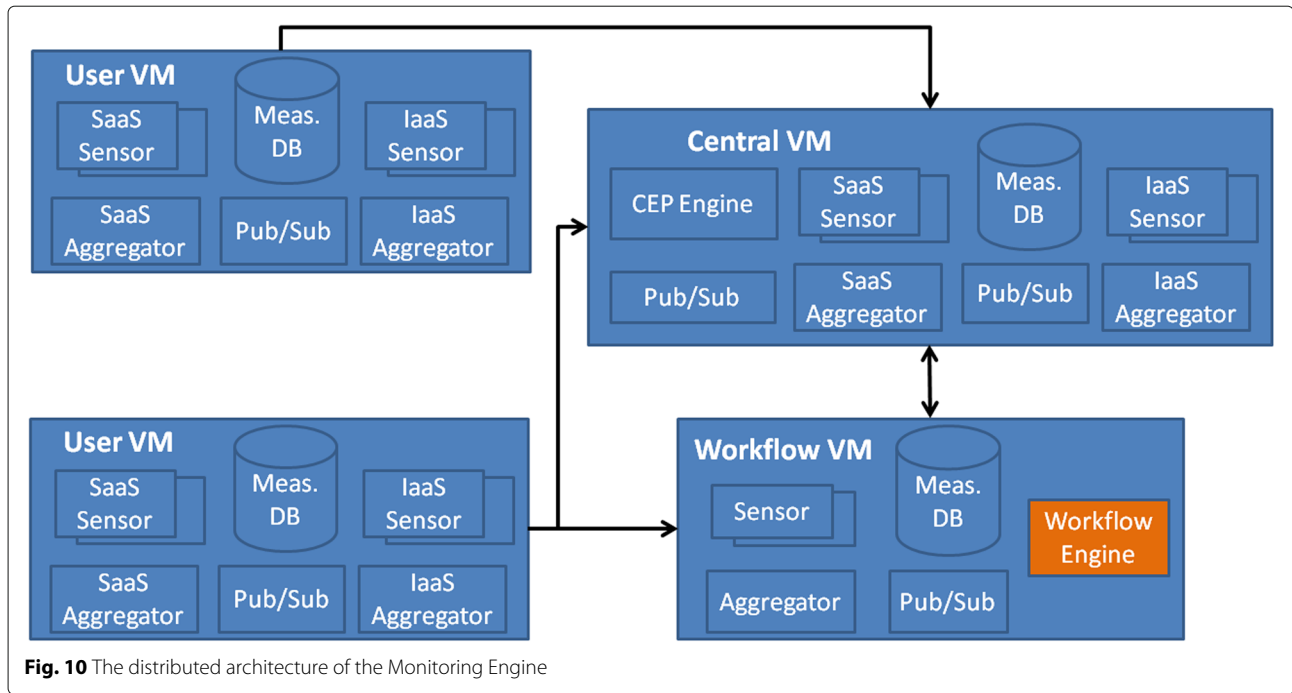 User VM
SaaS
Sensor
Meas.
DB
IaaS
Sensor
SaaS
Aggregator
Pub/Sub
IaaS
Aggregator
Central VM
CEP Engine
SaaS
Sensor
Meas.
DB
IaaS
Sensor
Pub/Sub
SaaS
Aggregator
Pub/Sub
IaaS
Aggregator
User VM
SaaS
Sensor
Meas.
DB
IaaS
Sensor
SaaS
Aggregator
Pub/Sub
IaaS
Aggregator
Workflow VM
Sensor
Meas.
DB
Workflow
Engine
Aggregator
Pub/Sub
Fig. 10 The distributed architecture of the Monitoring Engine